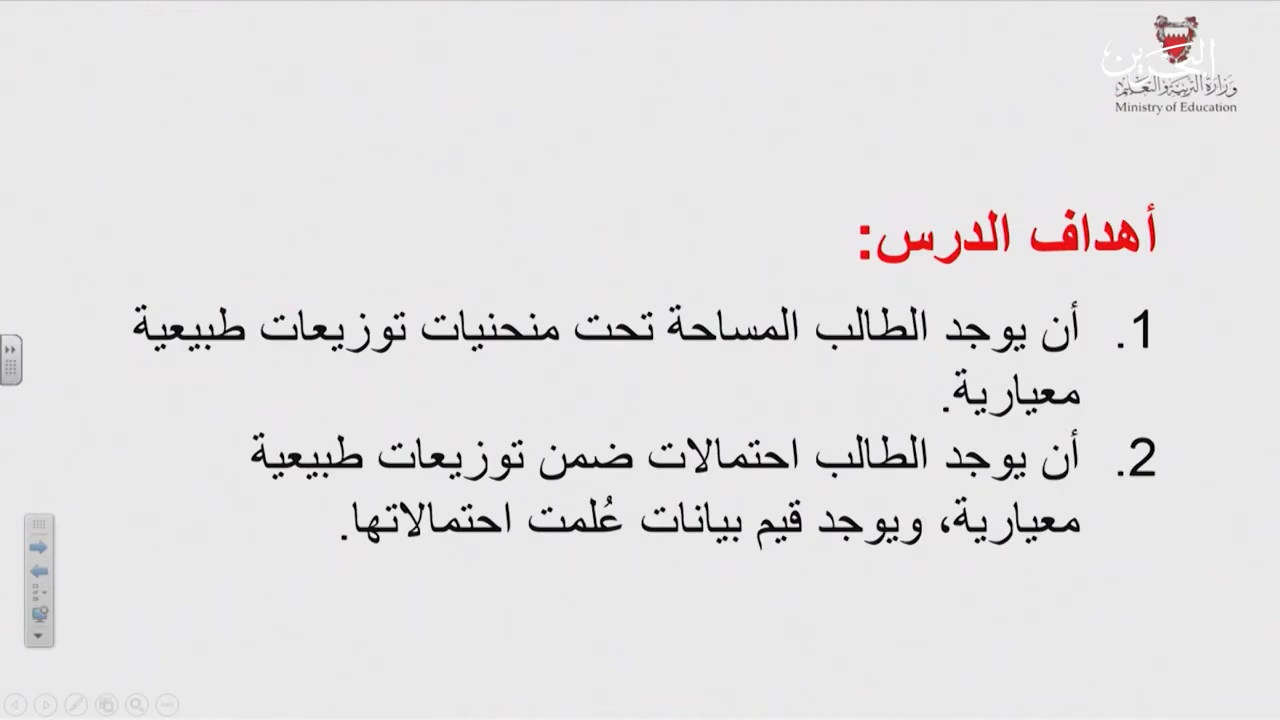 البحرين
وزارة التربية والتعليم
Ministry of Education
أهداف الدرس:
1. أن يوجد الطالب المساحة تحت منحنيات توزيعات طبيعية
معيارية.
2. أن يوجد الطالب احتمالات ضمن توزيعات طبيعية
معيارية، ويوجد قيم بيانات عُلمت احتمالاتها.